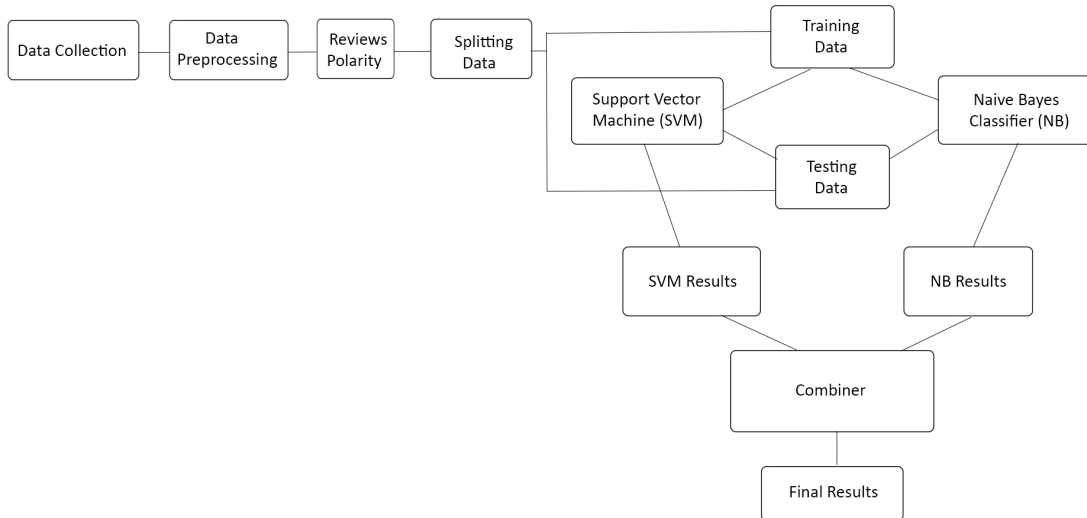 Data Collection
Data
Preprocessing
Reviews
Polarity
Splitting
Data
Training
Data
Support Vector
Machine (SVM)
Naive Bayes
Classifier (NB)
Testing
Data
SVM Results
NB Results
Combiner
Final Results